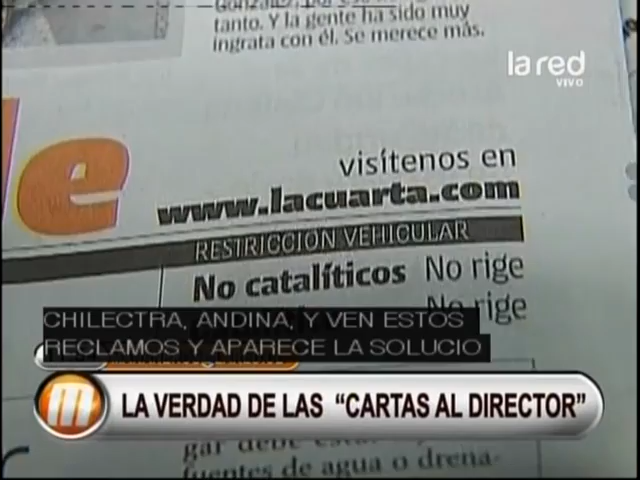 tanto. Y la gente ha sido muy
ingrata con él. Se merece más.
la red
VIVO
e
visítenos en
www.lacuarta.com
RESTRICCION VEHICULAR
No catalíticos No rige
No rige
CHILECTRA, ANDINA, Y VEN ESTOS
RECLAMOS Y APARECE LA SOLUCIO
m LA VERDAD DE LAS “CARTAS AL DIRECTOR”
gar debe
fuentes de agua o drena-